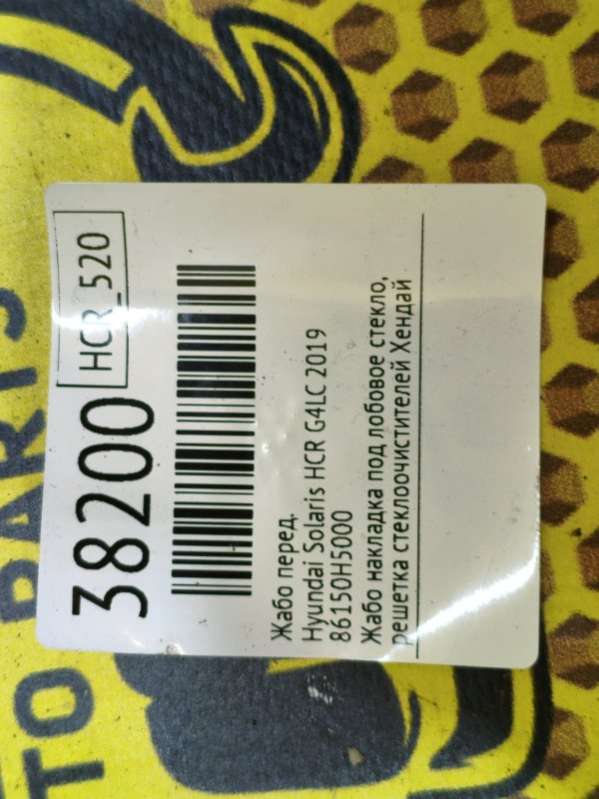 38200 HCR_520
Жабо перед.
Hyundai Solaris HCR G4LC 2019
86150H5000
Жабо накладка под лобовое стекло,
решетка стеклоочистителей Хендай
TO PARTS